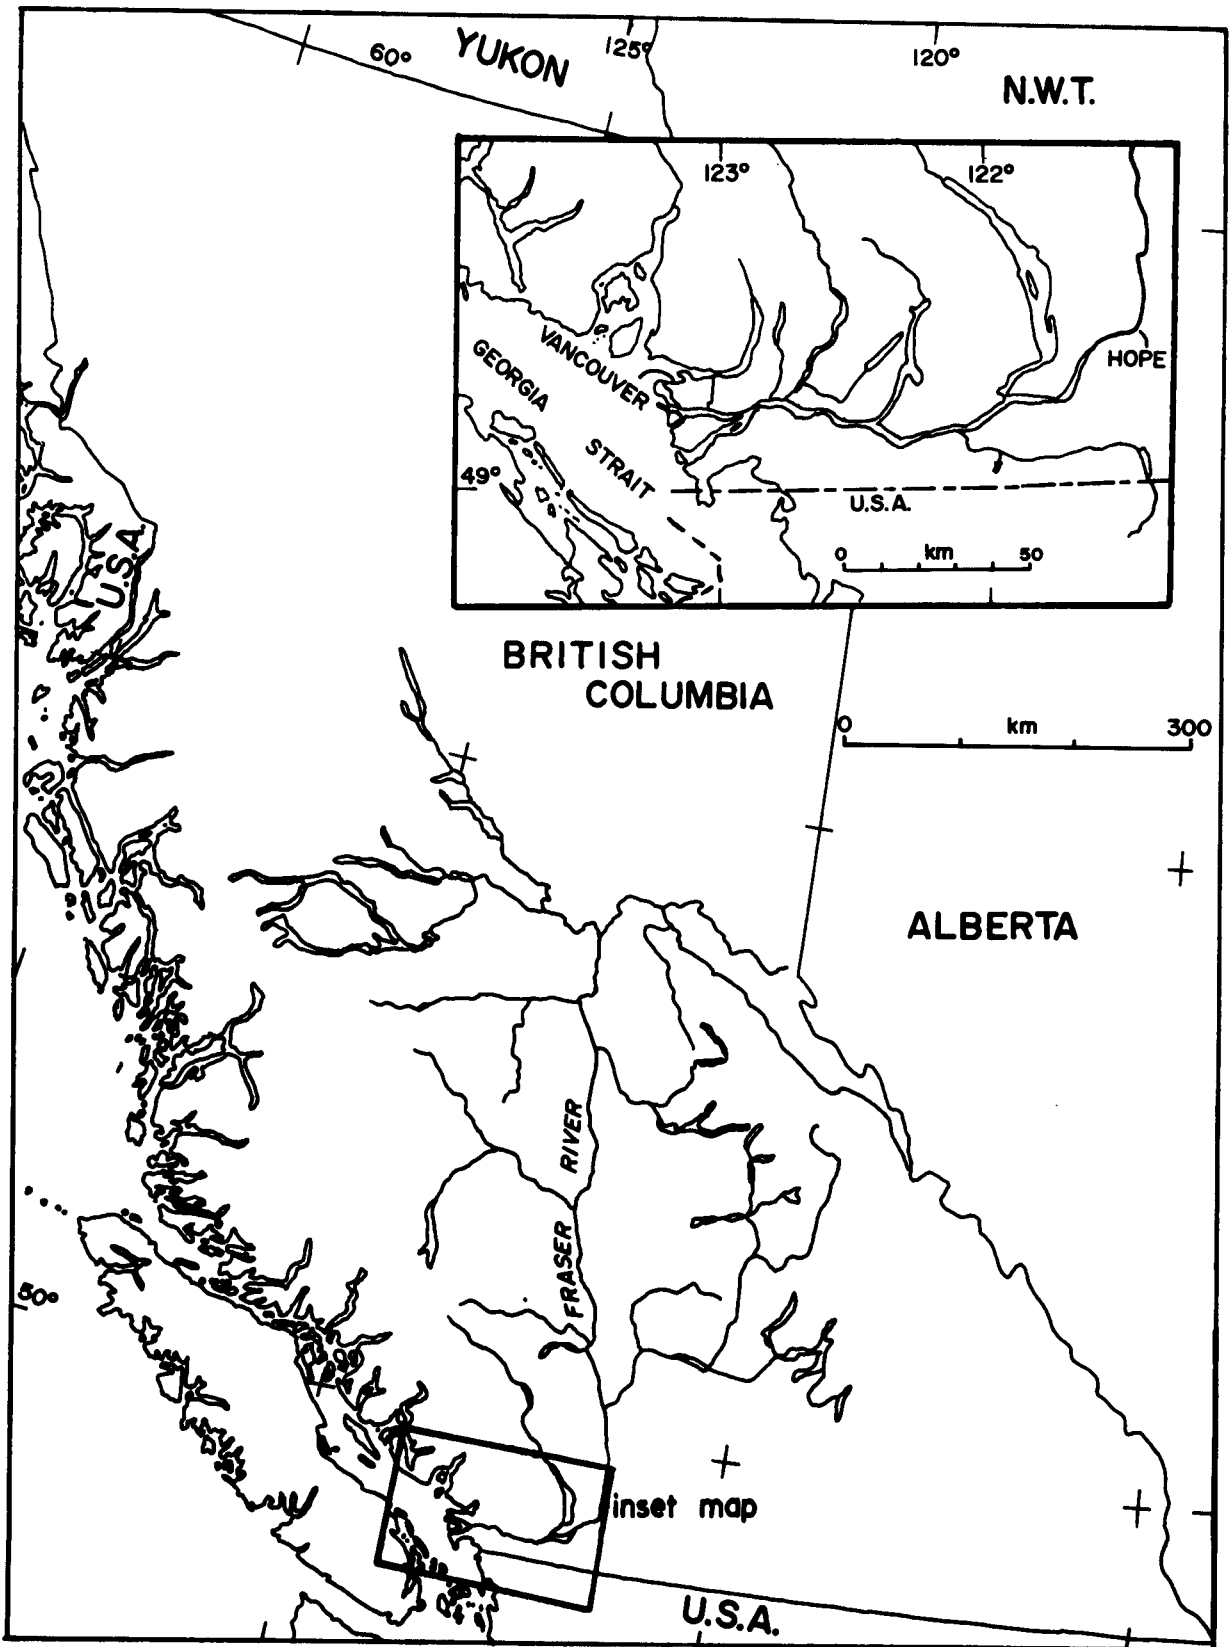 YUKON
60°
125°
120°
N.W.T.
123°
122°
HOPE
VANCOUVER
GEORGIA
STRAIT
49°
U.S.A.
0 km 50
U.S.A.
BRITISH
COLUMBIA
0 km 300
ALBERTA
FRASER RIVER
50°
inset map
U.S.A.